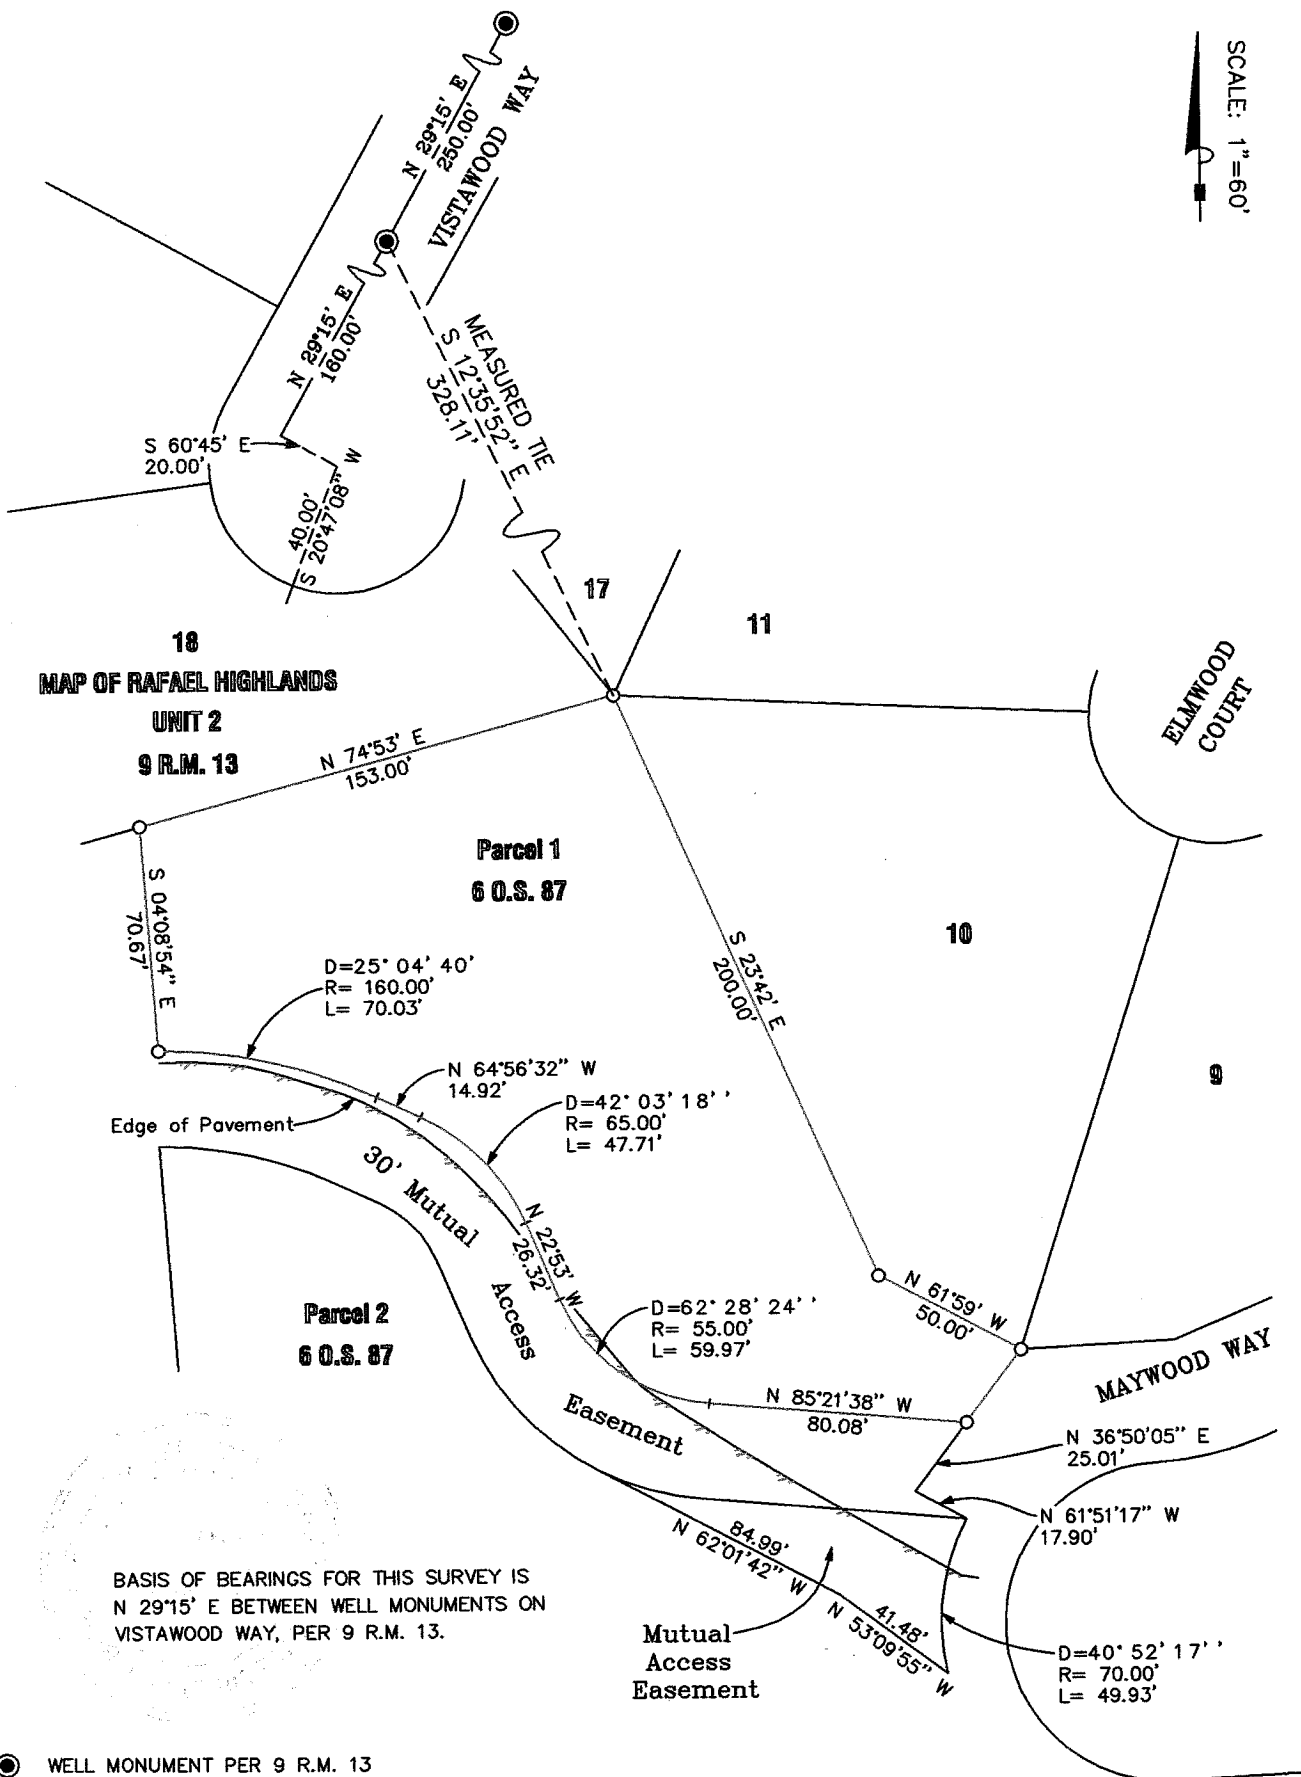 SCALE: 1"=60'
N 29°15' E
250.00'
VISTAWOOD WAY
N 29°15' E
160.00'
S 60°45' E
20.00'
40.00'
S 20°47'08" W
MEASURED TIE
S 12°35'52" E
328.11'
17
11
18
MAP OF RAFAEL HIGHLANDS
UNIT 2
9 R.M. 13
ELMWOOD
COURT
N 74°53' E
153.00'
Parcel 1
6 O.S. 87
10
S 04°08'54" E
70.67'
S 23°42' E
200.00'
D=25° 04' 40'
R= 160.00'
L= 70.03'
N 64°56'32" W
14.92'
D=42° 03' 18' '
R= 65.00'
L= 47.71'
9
Edge of Pavement
30' Mutual
Access
Easement
N 22°53' W
26.32'
Parcel 2
6 O.S. 87
D=62° 28' 24' '
R= 55.00'
L= 59.97'
N 61°59' W
50.00'
MAYWOOD WAY
N 85°21'38" W
80.08'
N 36°50'05" E
25.01'
N 61°51'17" W
17.90'
84.99'
N 62°01'42" W
41.48'
N 53°09'55" W
BASIS OF BEARINGS FOR THIS SURVEY IS
N 29°15' E BETWEEN WELL MONUMENTS ON
VISTAWOOD WAY, PER 9 R.M. 13.
Mutual
Access
Easement
D=40° 52' 17' '
R= 70.00'
L= 49.93'
WELL MONUMENT PER 9 R.M. 13